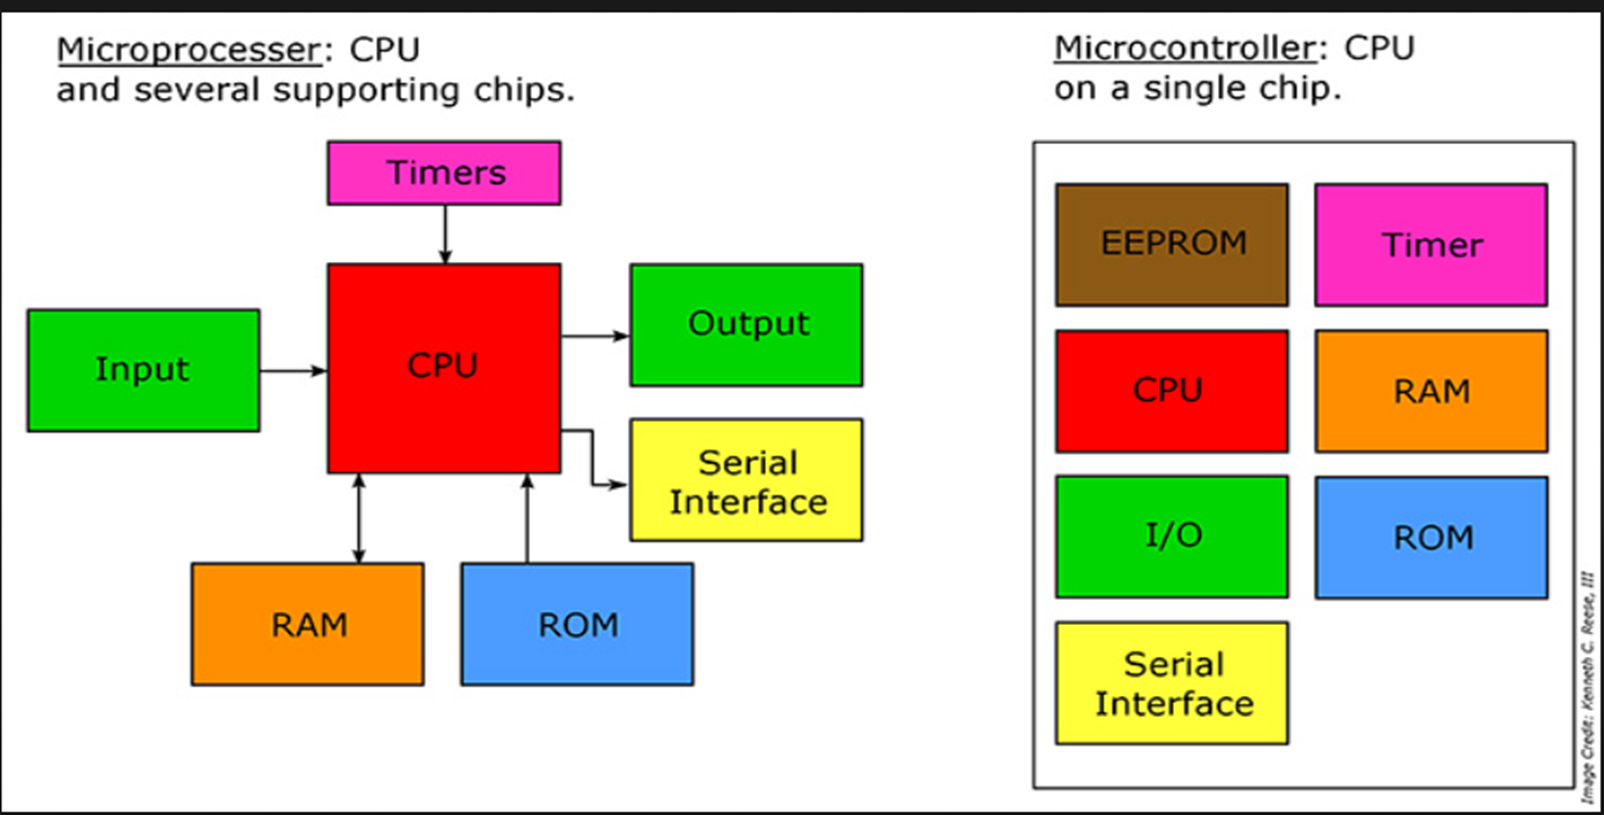 Microprocesser: CPU
and several supporting chips.
Timers
Input
CPU
Output
Serial
Interface
RAM
ROM
Microcontroller: CPU
on a single chip.
EEPROM
Timer
CPU
RAM
I/O
ROM
Serial
Interface
Image Credit: Kenneth C. Reese, III